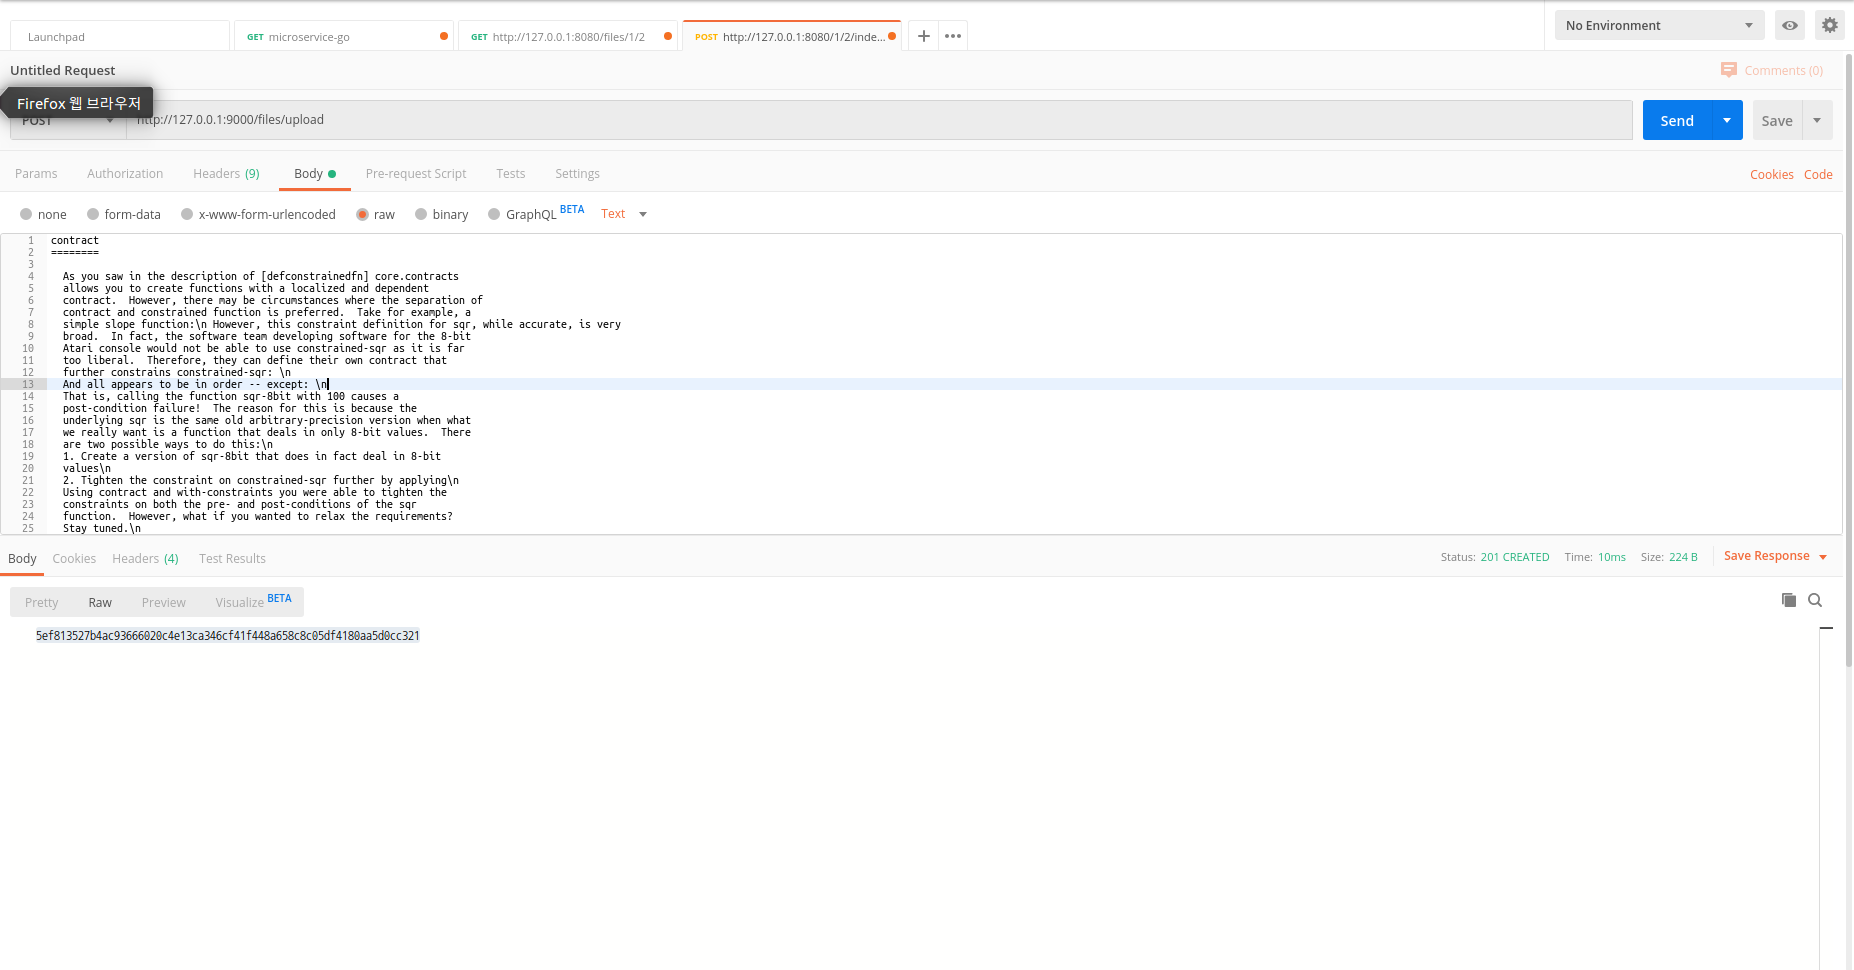 Launchpad
GET microservice-go
GET http://127.0.0.1:8080/files/1/2
POST http://127.0.0.1:8080/1/2/inde...
No Environment
Untitled Request
Comments (0)
Firefox 웹 브라우저
POST
http://127.0.0.1:9000/files/upload
Send
Save
Params
Authorization
Headers (9)
Body
Pre-request Script
Tests
Settings
Cookies
Code
none
form-data
x-www-form-urlencoded
raw
binary
GraphQL BETA
Text
1 contract
2 ========
3
4 As you saw in the description of [defconstrainedfn] core.contracts
5 allows you to create functions with a localized and dependent
6 contract.  However, there may be circumstances where the separation of
7 contract and constrained function is preferred.  Take for example, a
8 simple slope function:\n However, this constraint definition for sqr, while accurate, is very
9 broad.  In fact, the software team developing software for the 8-bit
10 Atari console would not be able to use constrained-sqr as it is far
11 too liberal.  Therefore, they can define their own contract that
12 further constrains constrained-sqr: \n
13 And all appears to be in order -- except: \n
14 That is, calling the function sqr-8bit with 100 causes a
15 post-condition failure!  The reason for this is because the
16 underlying sqr is the same old arbitrary-precision version when what
17 we really want is a function that deals in only 8-bit values.  There
18 are two possible ways to do this:\n
19 1. Create a version of sqr-8bit that does in fact deal in 8-bit
20 values\n
21 2. Tighten the constraint on constrained-sqr further by applying\n
22 Using contract and with-constraints you were able to tighten the
23 constraints on both the pre- and post-conditions of the sqr
24 function.  However, what if you wanted to relax the requirements?
25 Stay tuned.\n
Body
Cookies
Headers (4)
Test Results
Status: 201 CREATED
Time: 10ms
Size: 224 B
Save Response
Pretty
Raw
Preview
Visualize BETA
5ef813527b4ac93666020c4e13ca346cf41f448a658c8c05df4180aa5d0cc321